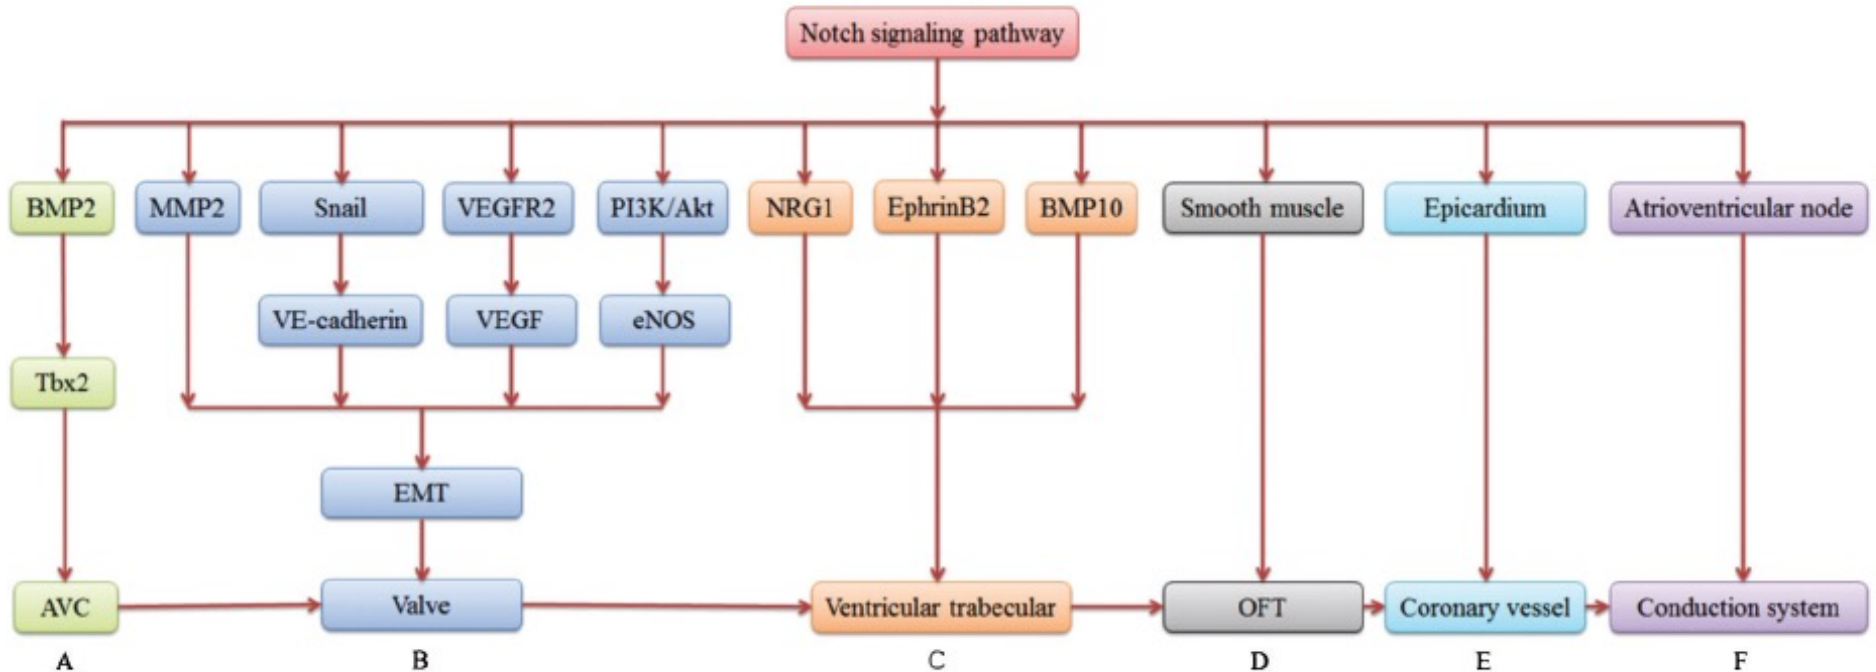 Notch signaling pathway
BMP2
MMP2
Snail
VEGFR2
PI3K/Akt
NRG1
EphrinB2
BMP10
Smooth muscle
Epicardium
Atrioventricular node
VE-cadherin
VEGF
eNOS
Tbx2
EMT
AVC
Valve
Ventricular trabecular
OFT
Coronary vessel
Conduction system
A
B
C
D
E
F